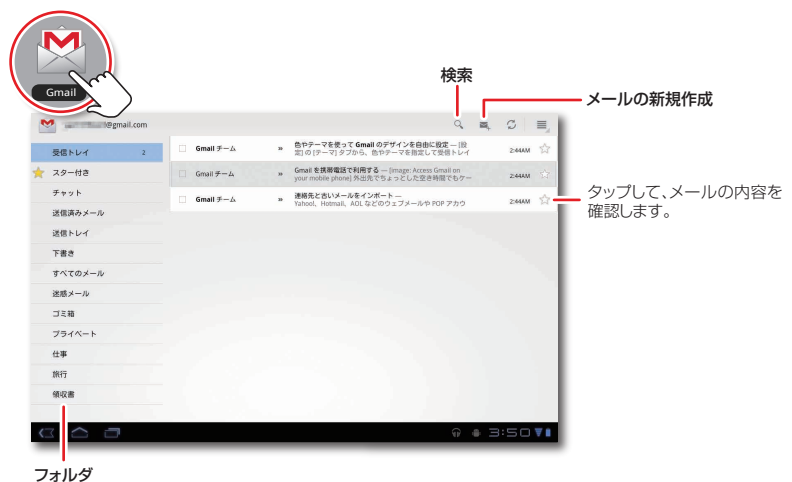 Gmail
検索
メールの新規作成
@gmail.com
受信トレイ 2
スター付き
チャット
送信済みメール
送信トレイ
下書き
すべてのメール
迷惑メール
ゴミ箱
プライベート
仕事
旅行
領収書
Gmail チーム » 色やテーマを使って Gmail のデザインを自由に設定 — [設
定] の [テーマ] タブから、色やテーマを指定して受信トレイ
2:44AM
Gmail チーム » Gmail を携帯電話で利用する — [image: Access Gmail on
your mobile phone] 外出先でちょっとした空き時間でもケー
2:44AM
Gmail チーム » 連絡先と古いメールをインポート —
Yahoo!、Hotmail、AOL などのウェブメールや POP アカウ
2:44AM
タップして、メールの内容を
確認します。
3:50
フォルダ